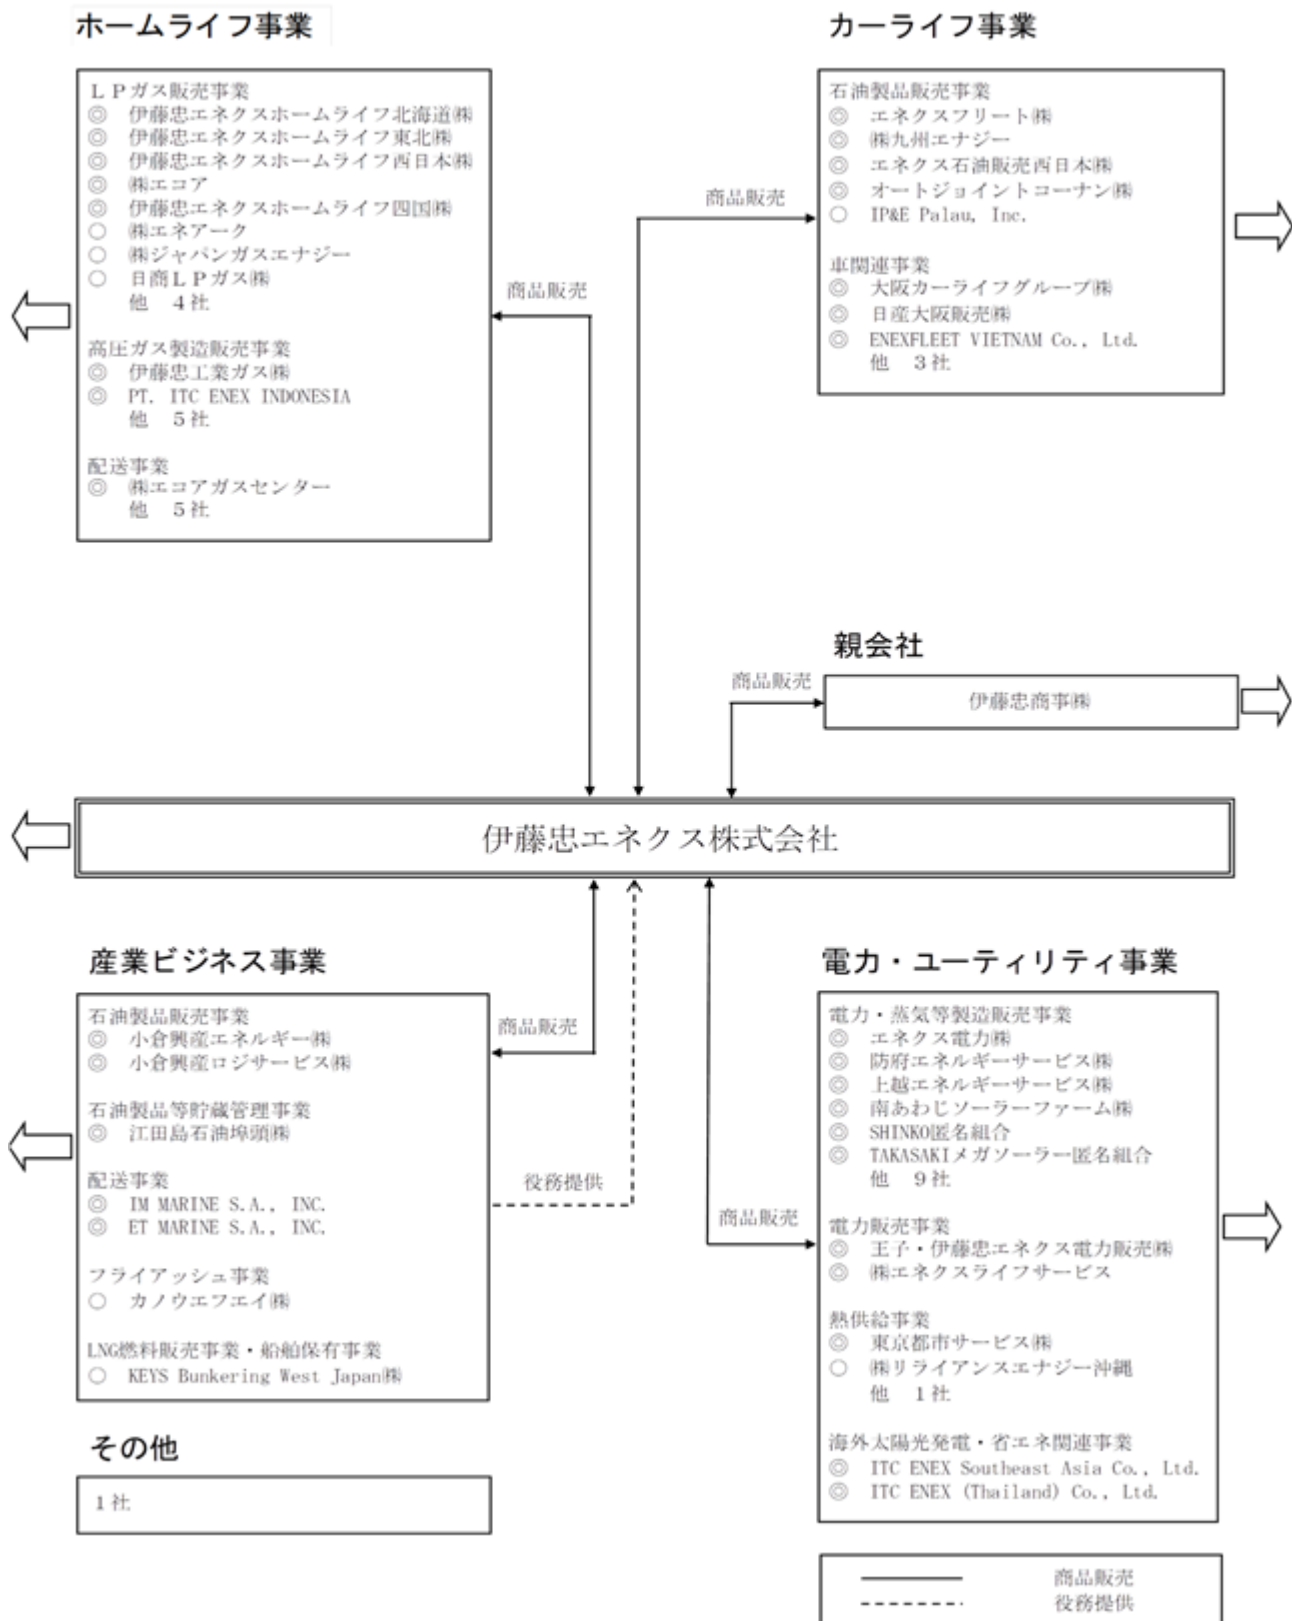 ホームライフ事業
LPガス販売事業
◎ 伊藤忠エネクスホームライフ北海道㈱
◎ 伊藤忠エネクスホームライフ東北㈱
◎ 伊藤忠エネクスホームライフ西日本㈱
◎ ㈱エコア
◎ 伊藤忠エネクスホームライフ四国㈱
○ ㈱エネアーク
○ ㈱ジャパンガスエナジー
○ 日商LPガス㈱
他 4社
高圧ガス製造販売事業
◎ 伊藤忠工業ガス㈱
◎ PT. ITC ENEX INDONESIA
他 5社
配送事業
◎ ㈱エコアガスセンター
他 5社
商品販売
カーライフ事業
石油製品販売事業
◎ エネクスフリート㈱
◎ ㈱九州エナジー
◎ エネクス石油販売西日本㈱
◎ オートジョイントコーナン㈱
○ IP&E Palau, Inc.
車関連事業
◎ 大阪カーライフグループ㈱
◎ 日産大阪販売㈱
◎ ENEXFLEET VIETNAM Co., Ltd.
他 3社
商品販売
親会社
伊藤忠商事㈱
商品販売
伊藤忠エネクス株式会社
産業ビジネス事業
石油製品販売事業
◎ 小倉興産エネルギー㈱
◎ 小倉興産ロジサービス㈱
石油製品等貯蔵管理事業
◎ 江田島石油埠頭㈱
配送事業
◎ IM MARINE S.A., INC.
◎ ET MARINE S.A., INC.
フライアッシュ事業
○ カノウエフエイ㈱
LNG燃料販売事業・船舶保有事業
○ KEYS Bunkering West Japan㈱
商品販売
役務提供
その他
1社
電力・ユーティリティ事業
電力・蒸気等製造販売事業
◎ エネクス電力㈱
◎ 防府エネルギーサービス㈱
◎ 上越エネルギーサービス㈱
◎ 南あわじソーラーファーム㈱
◎ SHINKO匿名組合
◎ TAKASAKIメガソーラー匿名組合
他 9社
電力販売事業
◎ 王子・伊藤忠エネクス電力販売㈱
◎ ㈱エネクスライフサービス
熱供給事業
◎ 東京都市サービス㈱
○ ㈱リライアンスエナジー沖縄
他 1社
海外太陽光発電・省エネ関連事業
◎ ITC ENEX Southeast Asia Co., Ltd.
◎ ITC ENEX (Thailand) Co., Ltd.
商品販売
商品販売
役務提供